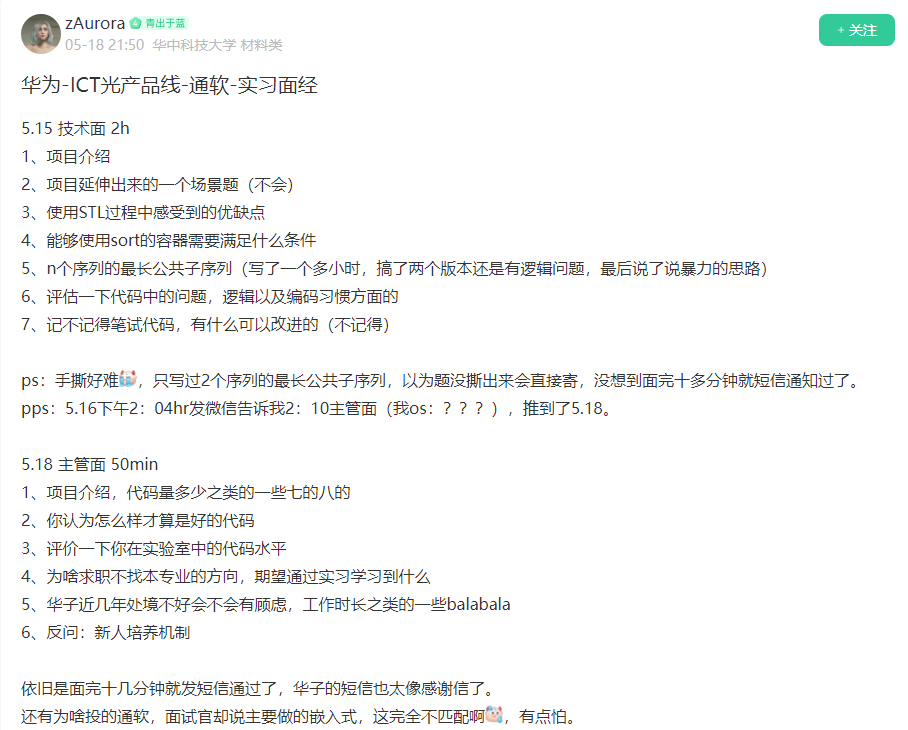 zAurora 青出于蓝
05-18 21:50 华中科技大学 材料类
+ 关注
华为-ICT光产品线-通软-实习面经
5.15 技术面 2h
1、项目介绍
2、项目延伸出来的一个场景题（不会）
3、使用STL过程中感受到的优缺点
4、能够使用sort的容器需要满足什么条件
5、n个序列的最长公共子序列（写了一个多小时，搞了两个版本还是有逻辑问题，最后说了说暴力的思路）
6、评估一下代码中的问题，逻辑以及编码习惯方面的
7、记不记得笔试代码，有什么可以改进的（不记得）
ps：手撕好难，只写过2个序列的最长公共子序列，以为题没撕出来会直接寄，没想到面完十多分钟就短信通知过了。
pps：5.16下午2：04hr发微信告诉我2：10主管面（我os：？？？），推到了5.18。
5.18 主管面 50min
1、项目介绍，代码量多少之类的一些七的八的
2、你认为怎么样才算是好的代码
3、评价一下你在实验室中的代码水平
4、为啥求职不找本专业的方向，期望通过实习学习到什么
5、华子近几年处境不好会不会有顾虑，工作时长之类的一些balabala
6、反问：新人培养机制
依旧是面完十几分钟就发短信通过了，华子的短信也太像感谢信了。
还有为啥投的通软，面试官却说主要做的嵌入式，这完全不匹配啊，有点怕。